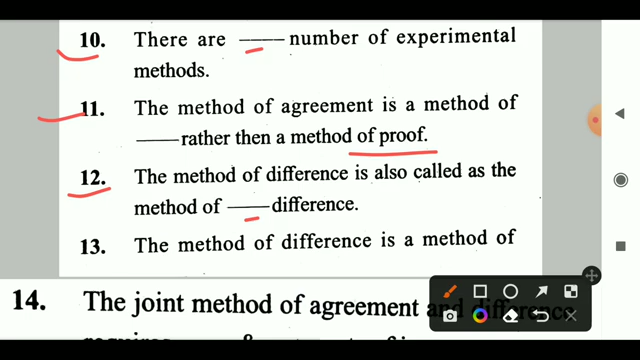 10. There are —— number of experimental
methods.
11. The method of agreement is a method of
—— rather then a method of proof.
12. The method of difference is also called as the
method of —— difference.
13. The method of difference is a method of
14. The joint method of agreement and difference